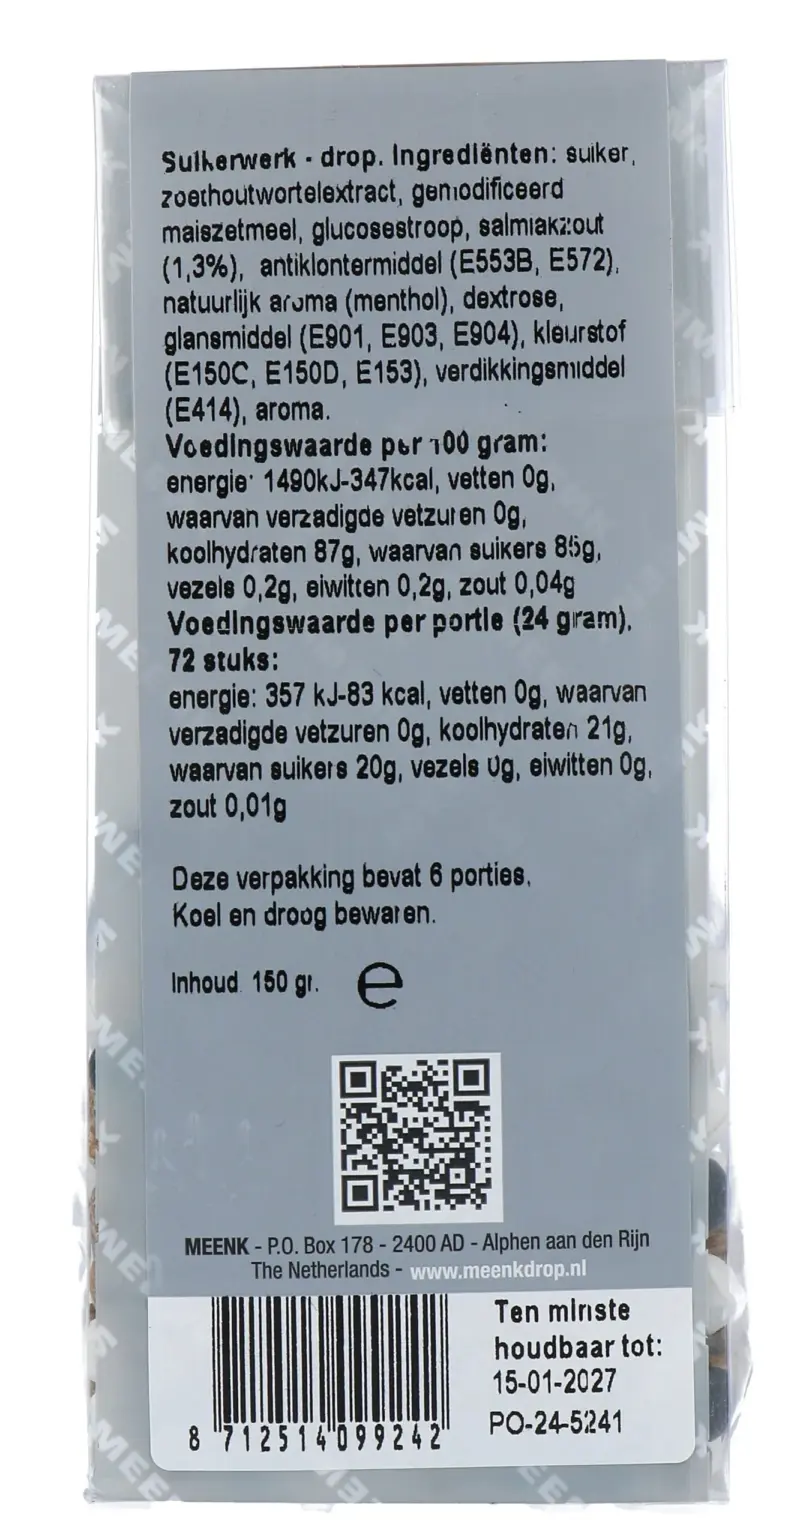 Suikerwerk - drop. Ingrediënten: suiker,
zoethoutwortelextract, gemodificeerd
maiszetmeel, glucosestroop, salmiakzout
(1,3%), antiklontermiddel (E553B, E572),
natuurlijk aroma (menthol), dextrose,
glansmiddel (E901, E903, E904), kleurstof
(E150C, E150D, E153), verdikkingsmiddel
(E414), aroma.
Voedingswaarde per 100 gram:
energie: 1490kJ-347kcal, vetten 0g,
waarvan verzadigde vetzuren 0g,
koolhydraten 87g, waarvan suikers 85g,
vezels 0,2g, eiwitten 0,2g, zout 0,04g
Voedingswaarde per portie (24 gram),
72 stuks:
energie: 357 kJ-83 kcal, vetten 0g, waarvan
verzadigde vetzuren 0g, koolhydraten 21g,
waarvan suikers 20g, vezels 0g, eiwitten 0g,
zout 0,01g
Deze verpakking bevat 6 porties.
Koel en droog bewaren.
Inhoud 150 gr. e
MEENK - P.O. Box 178 - 2400 AD - Alphen aan den Rijn
The Netherlands - www.meenkdrop.nl
Ten minste
houdbaar tot:
15-01-2027
PO-24-5241
8 712514 099242